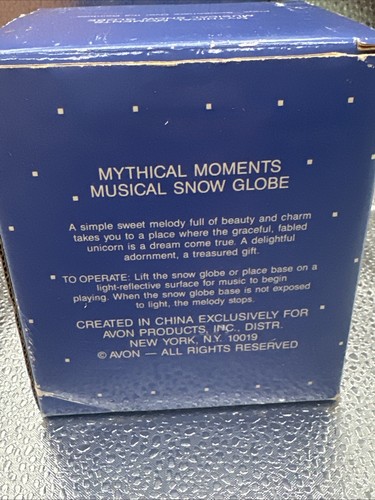 MYTHICAL MOMENTS
MUSICAL SNOW GLOBE
A simple sweet melody full of beauty and charm
takes you to a place where the graceful, fabled
unicorn is a dream come true. A delightful
adornment, a treasured gift.
TO OPERATE: Lift the snow globe or place base on a
light-reflective surface for music to begin
playing. When the snow globe base is not exposed
to light, the melody stops.
CREATED IN CHINA EXCLUSIVELY FOR
AVON PRODUCTS, INC., DISTR.
NEW YORK, N.Y. 10019
© AVON — ALL RIGHTS RESERVED